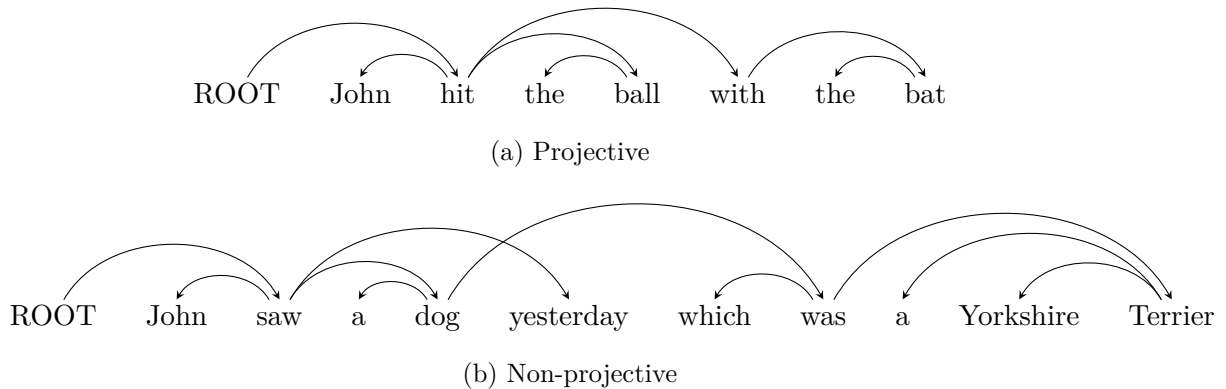 ROOT John hit the ball with the bat
(a) Projective
ROOT John saw a dog yesterday which was a Yorkshire Terrier
(b) Non-projective